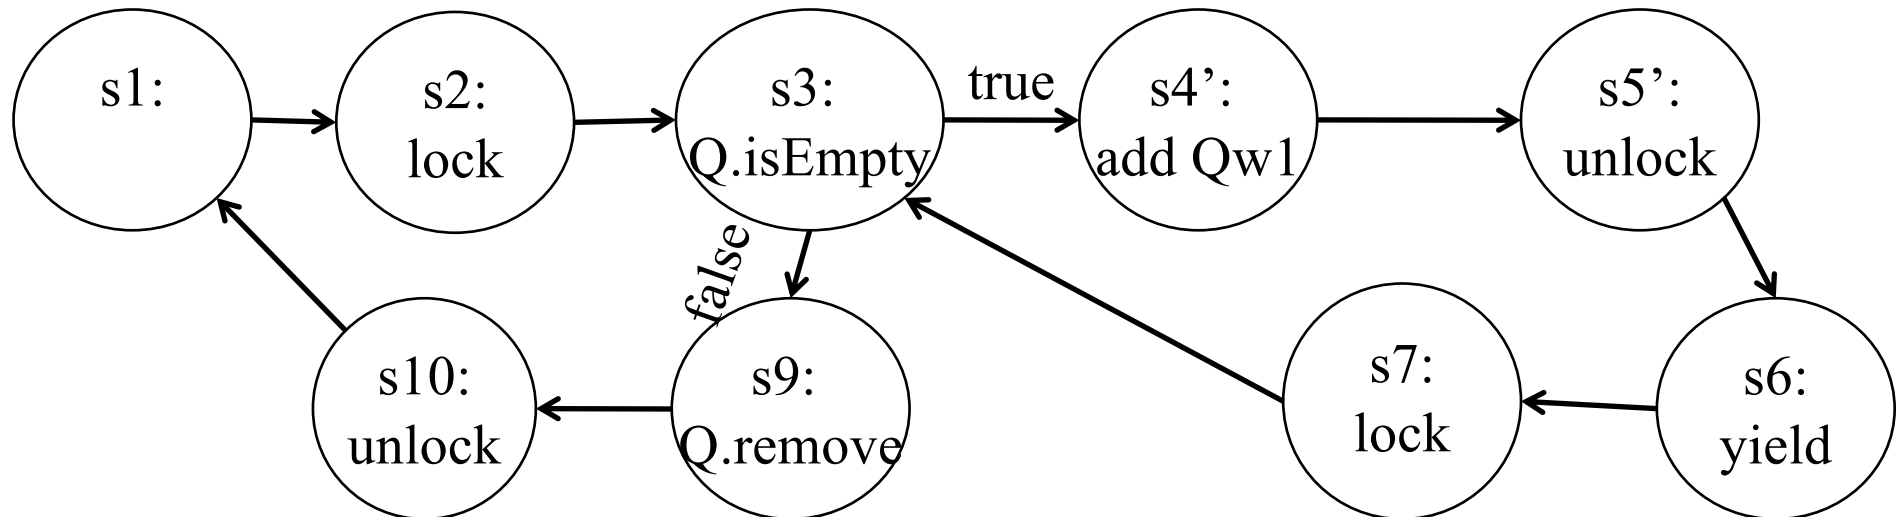 s1:
s2:
lock
s3:
Q.isEmpty
true
s4’:
add Qw1
s5’:
unlock
false
s10:
unlock
s9:
Q.remove
s7:
lock
s6:
yield